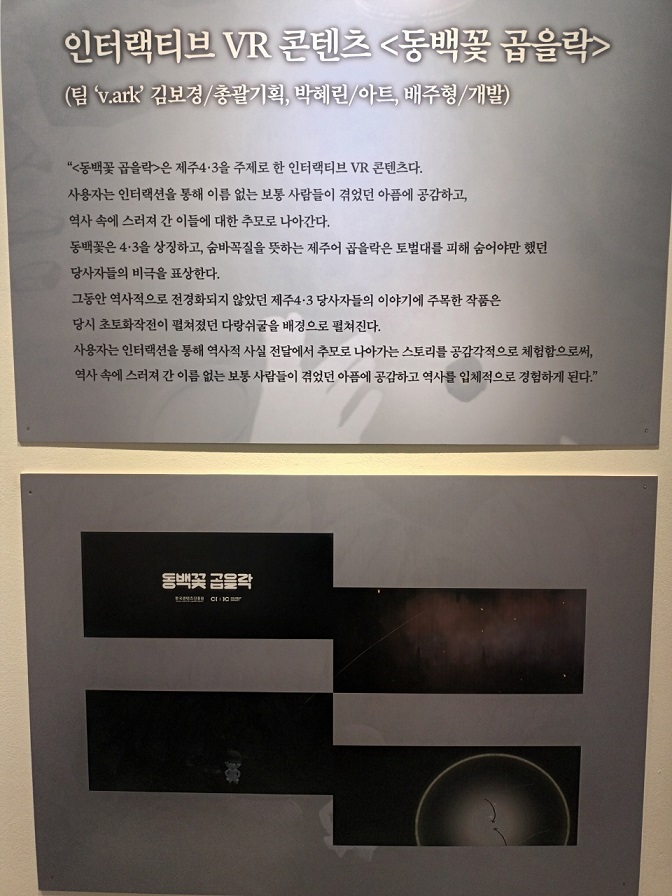 인터랙티브 VR 콘텐츠 <동백꽃 곱을락>
(팀 ‘v.ark’ 김보경/총괄기획, 박혜린/아트, 배주형/개발)
“<동백꽃 곱을락>은 제주4·3을 주제로 한 인터랙티브 VR 콘텐츠다.
사용자는 인터랙션을 통해 이름 없는 보통 사람들이 겪었던 아픔에 공감하고,
역사 속에 스러져 간 이들에 대한 추모로 나아간다.
동백꽃은 4·3을 상징하고, 숨바꼭질을 뜻하는 제주어 곱을락은 토벌대를 피해 숨어야만 했던
당사자들의 비극을 표상한다.
그동안 역사적으로 전경화되지 않았던 제주4·3 당사자들의 이야기에 주목한 작품은
당시 초토화작전이 펼쳐졌던 다랑쉬굴을 배경으로 펼쳐진다.
사용자는 인터랙션을 통해 역사적 사실 전달에서 추모로 나아가는 스토리를 공감각적으로 체험함으로써,
역사 속에 스러져 간 이름 없는 보통 사람들이 겪었던 아픔에 공감하고 역사를 입체적으로 경험하게 된다.”
동백꽃 곱을락
한국콘텐츠진흥원